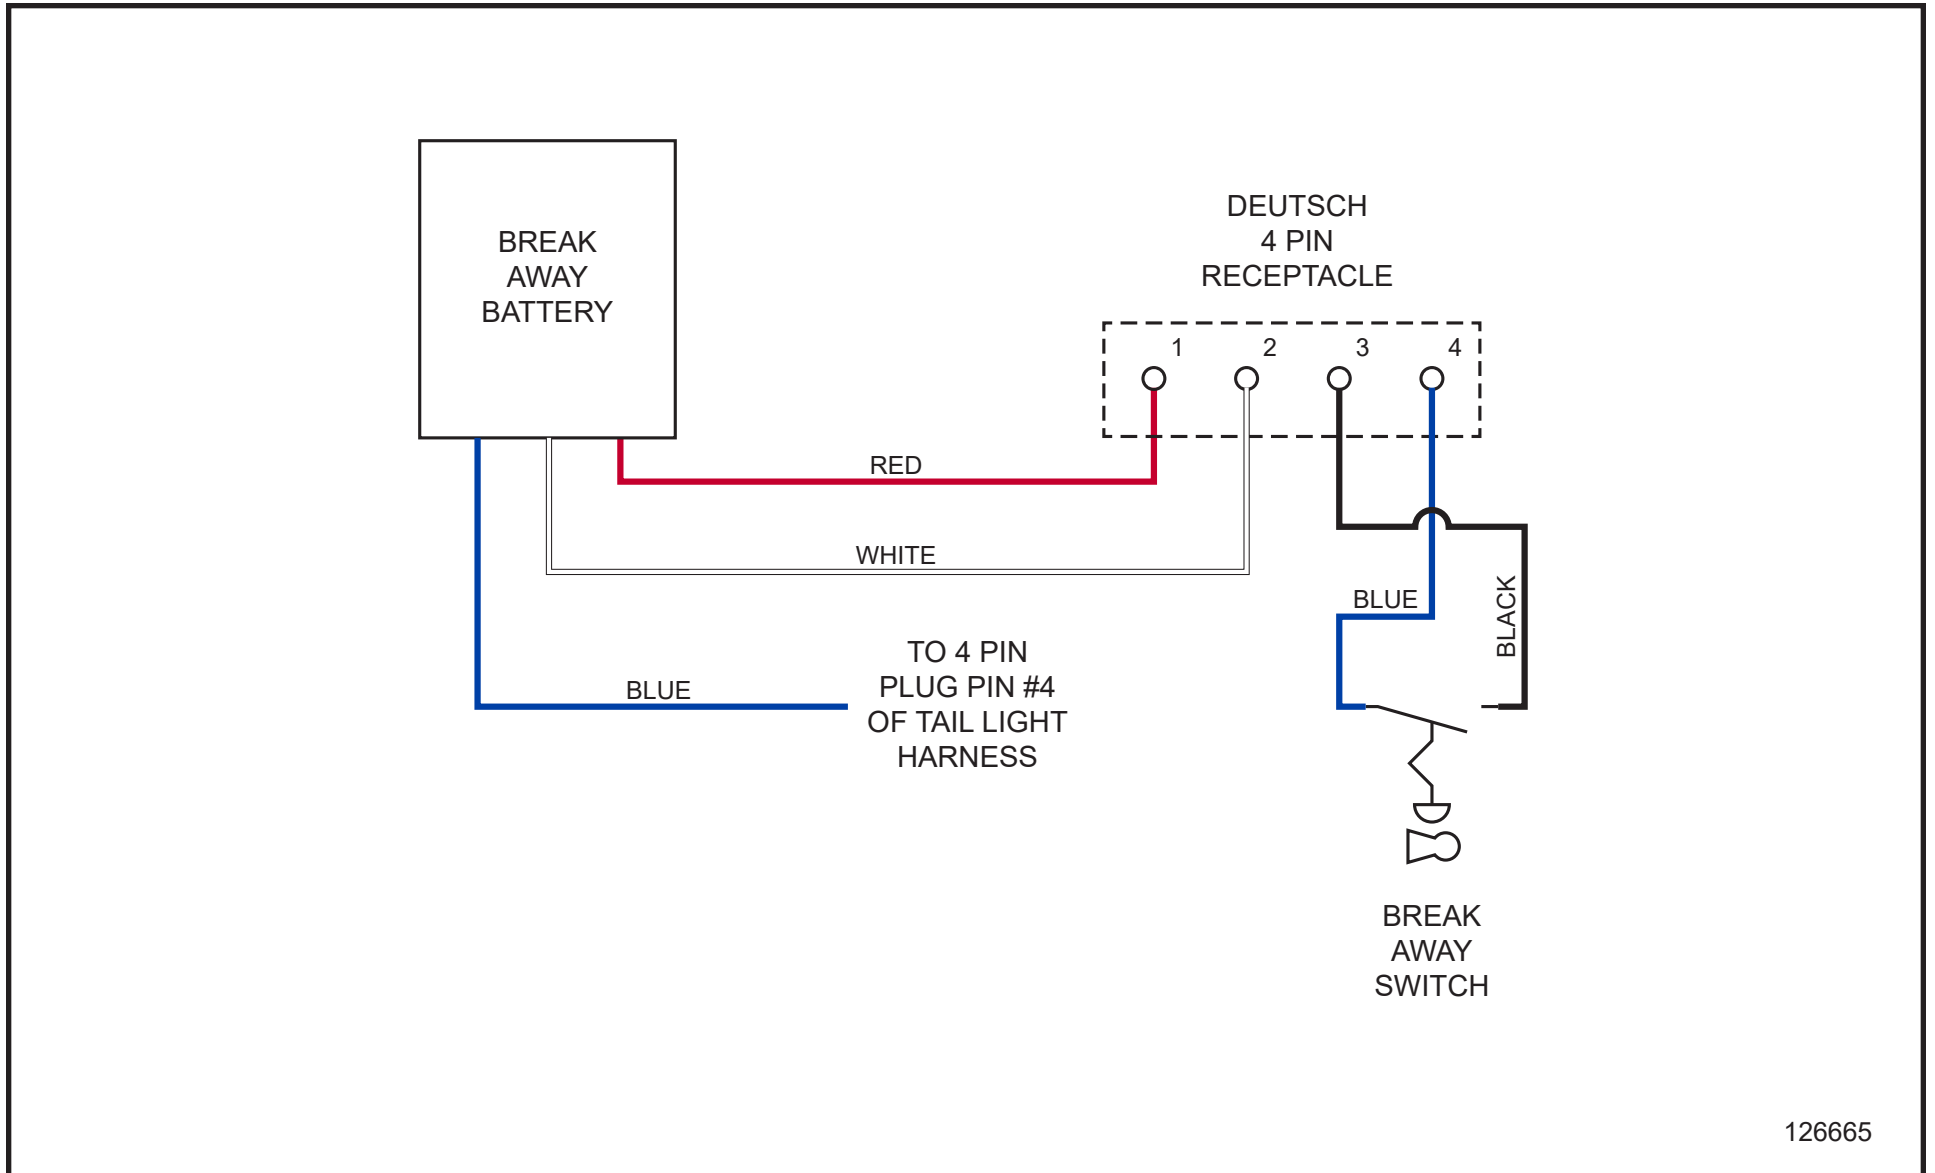 BREAK
AWAY
BATTERY
DEUTSCH
4 PIN
RECEPTACLE
1
2
3
4
RED
WHITE
BLUE
BLACK
TO 4 PIN
PLUG PIN #4
OF TAIL LIGHT
HARNESS
BLUE
BREAK
AWAY
SWITCH
126665